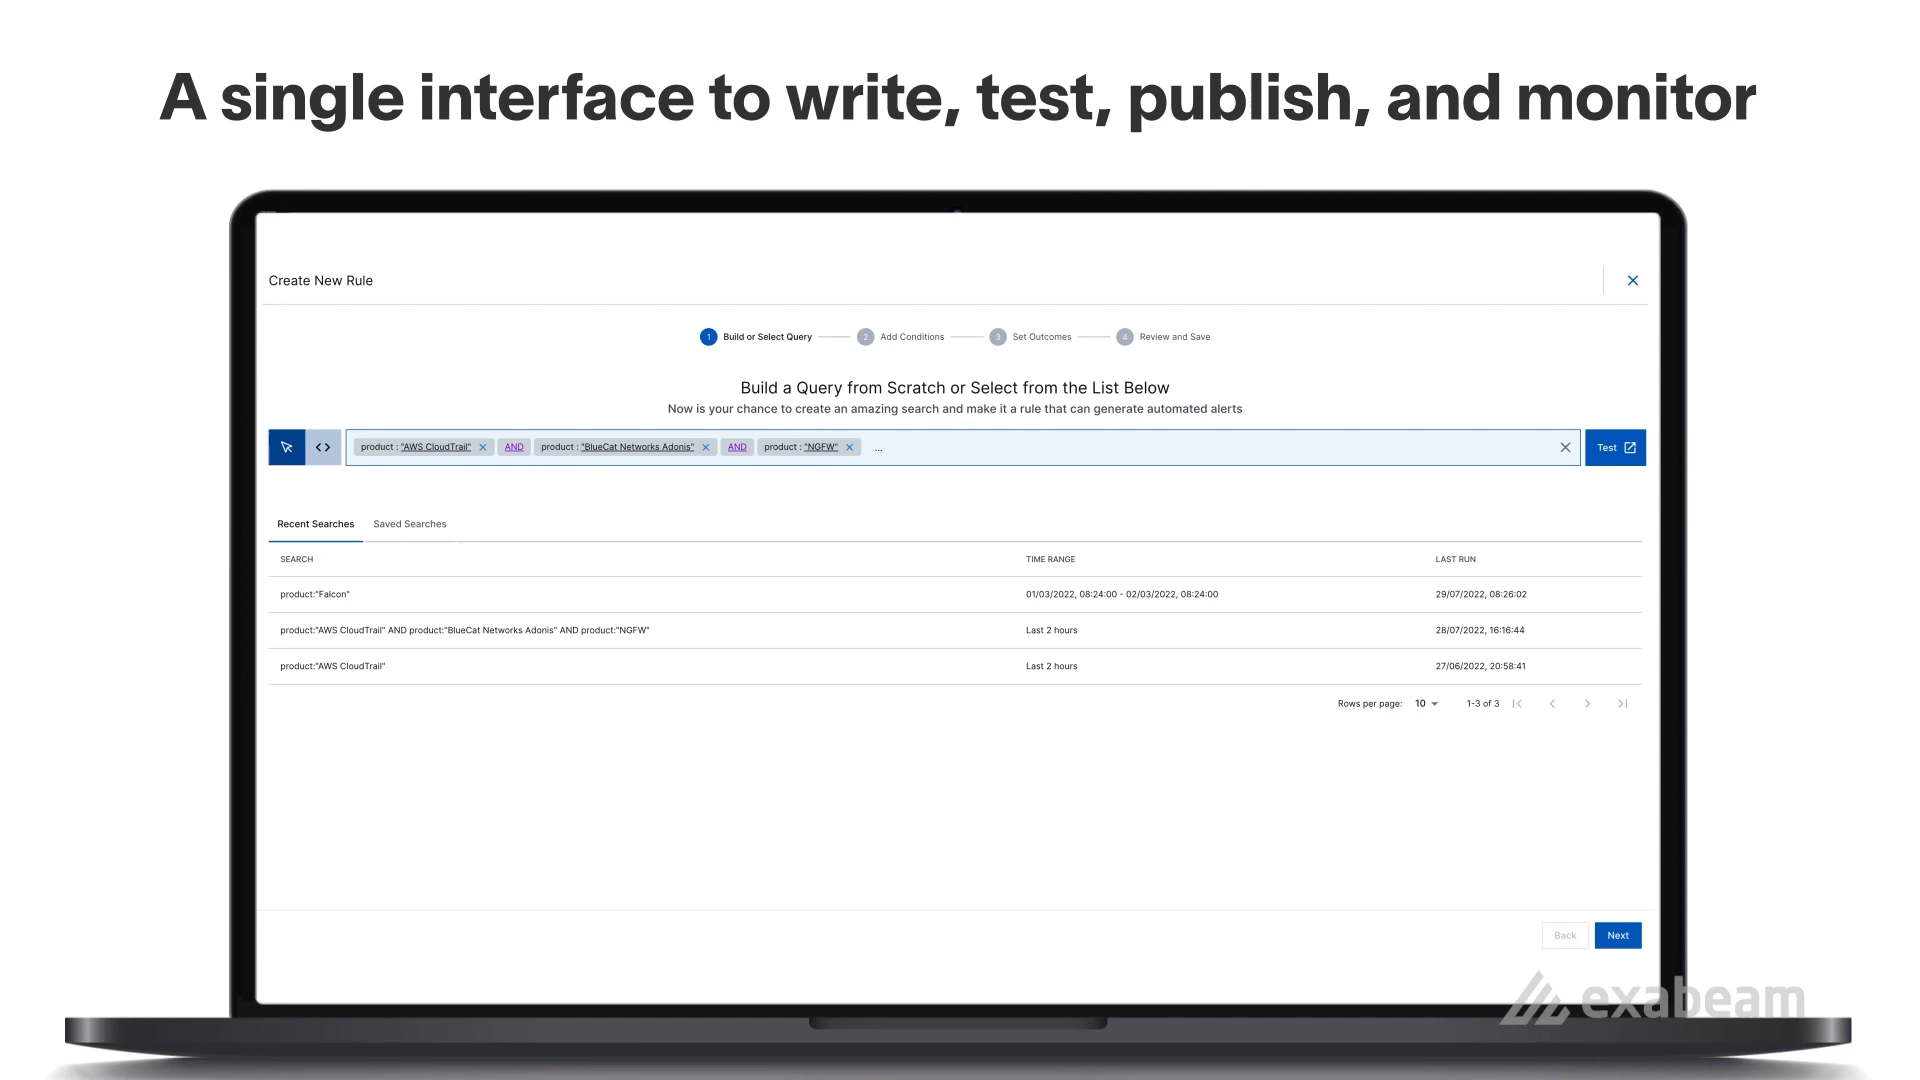 A single interface to write, test, publish, and monitor
Create New Rule
1 Build or Select Query 2 Add Conditions 3 Set Outcomes 4 Review and Save
Build a Query from Scratch or Select from the List Below
Now is your chance to create an amazing search and make it a rule that can generate automated alerts
product : "AWS CloudTrail" AND product : "BlueCat Networks Adonis" AND product : "NGFW" ... Test
Recent Searches Saved Searches
SEARCH TIME RANGE LAST RUN
product:"Falcon" 01/03/2022, 08:24:00 - 02/03/2022, 08:24:00 29/07/2022, 08:26:02
product:"AWS CloudTrail" AND product:"BlueCat Networks Adonis" AND product:"NGFW" Last 2 hours 28/07/2022, 16:16:44
product:"AWS CloudTrail" Last 2 hours 27/06/2022, 20:58:41
Rows per page: 10 1-3 of 3
Back Next
exabeam